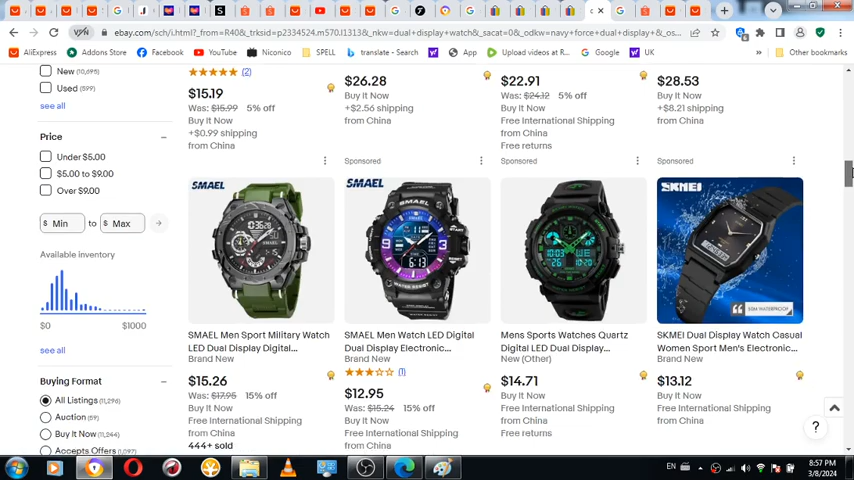 VPN
ebay.com/sch/i.html?_from=R40&_trksid=p2334524.m570.l1313&_nkw=dual+display+watch&_sacat=0&_odkw=navy+force+dual+display+&_os...
AliExpress
Addons Store
Facebook
YouTube
Niconico
SPELL
translate - Search
App
Upload videos at R...
Google
UK
Other bookmarks
New (10,695)
Used (599)
see all
(2)
$15.19
Was: $15.99 5% off
Buy It Now
+$0.99 shipping
from China
$26.28
Buy It Now
+$2.56 shipping
from China
Sponsored
$22.91
Was: $24.12 5% off
Buy It Now
Free International Shipping
from China
Free returns
Sponsored
$28.53
Buy It Now
+$8.21 shipping
from China
Sponsored
Price
Under $5.00
$5.00 to $9.00
Over $9.00
$ Min to $ Max
Available inventory
$0 $1000
see all
Buying Format
All Listings (11,296)
Auction (59)
Buy It Now (11,244)
Accepts Offers (1,097)
SMAEL
SMAEL Men Sport Military Watch
LED Dual Display Digital...
Brand New
$15.26
Was: $17.95 15% off
Buy It Now
Free International Shipping
from China
444+ sold
SMAEL
SMAEL
6:13
SMAEL Men Watch LED Digital
Dual Display Electronic...
Brand New
(1)
$12.95
Was: $15.24 15% off
Buy It Now
Free International Shipping
from China
Mens Sports Watches Quartz
Digital LED Dual Display...
New (Other)
$14.71
Buy It Now
Free International Shipping
from China
Free returns
SKMEI
SKMEI Dual Display Watch Casual
Women Sport Men's Electronic...
Brand New
$13.12
Buy It Now
Free International Shipping
from China
?
EN
8:57 PM
3/8/2024